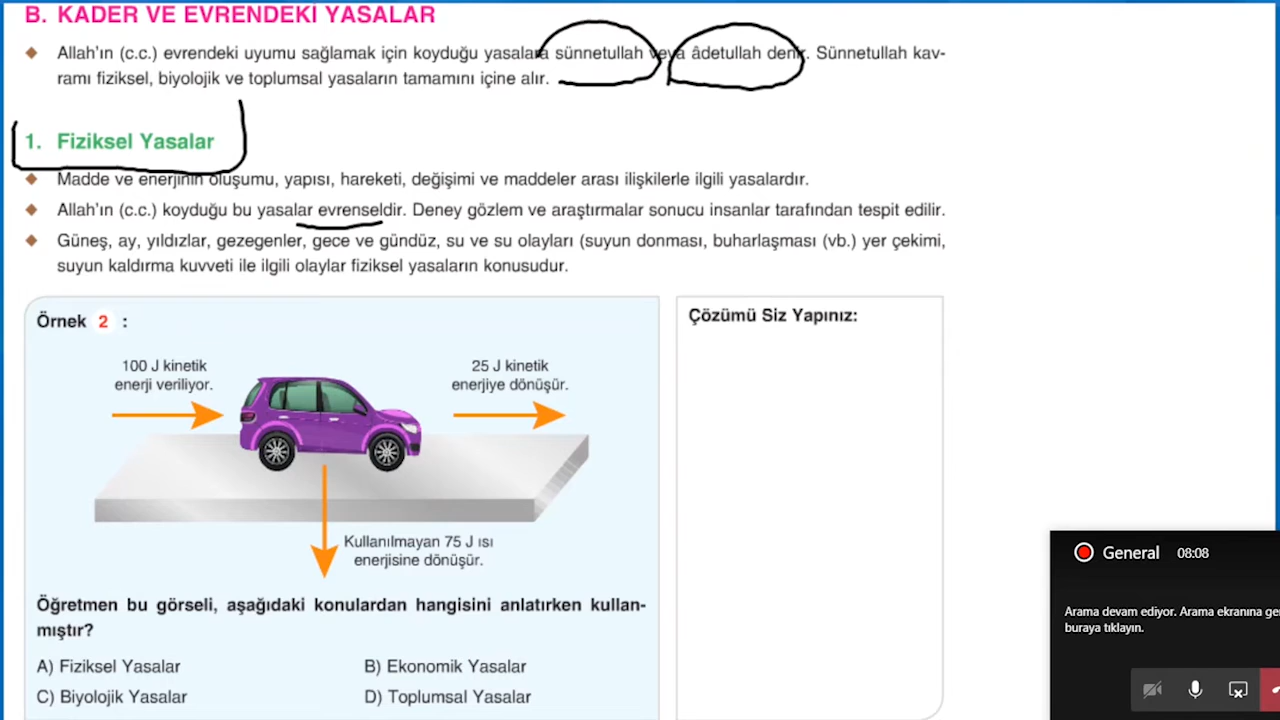 B. KADER VE EVRENDEKİ YASALAR
Allah'ın (c.c.) evrendeki uyumu sağlamak için koyduğu yasalara sünnetullah veya âdetullah denir. Sünnetullah kav-
ramı fiziksel, biyolojik ve toplumsal yasaların tamamını içine alır.
1. Fiziksel Yasalar
Madde ve enerjinin oluşumu, yapısı, hareketi, değişimi ve maddeler arası ilişkilerle ilgili yasalardır.
Allah'ın (c.c.) koyduğu bu yasalar evrenseldir. Deney gözlem ve araştırmalar sonucu insanlar tarafından tespit edilir.
Güneş, ay, yıldızlar, gezegenler, gece ve gündüz, su ve su olayları (suyun donması, buharlaşması (vb.) yer çekimi,
suyun kaldırma kuvveti ile ilgili olaylar fiziksel yasaların konusudur.
Örnek 2 :
100 J kinetik
enerji veriliyor.
25 J kinetik
enerjiye dönüşür.
Kullanılmayan 75 J ısı
enerjisine dönüşür.
Öğretmen bu görseli, aşağıdaki konulardan hangisini anlatırken kullan-
mıştır?
A) Fiziksel Yasalar
B) Ekonomik Yasalar
C) Biyolojik Yasalar
D) Toplumsal Yasalar
Çözümü Siz Yapınız:
General 08:08
Arama devam ediyor. Arama ekranına
buraya tıklayın.